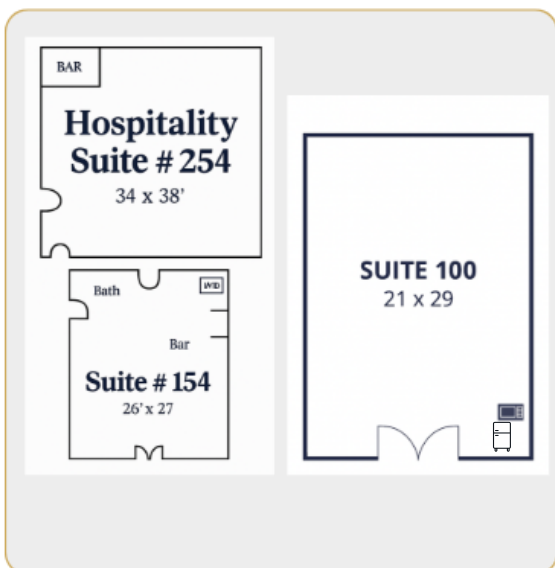 BAR
Hospitality
Suite # 254
34 x 38'
Bath
Bar
Suite # 154
26' x 27
SUITE 100
21 x 29